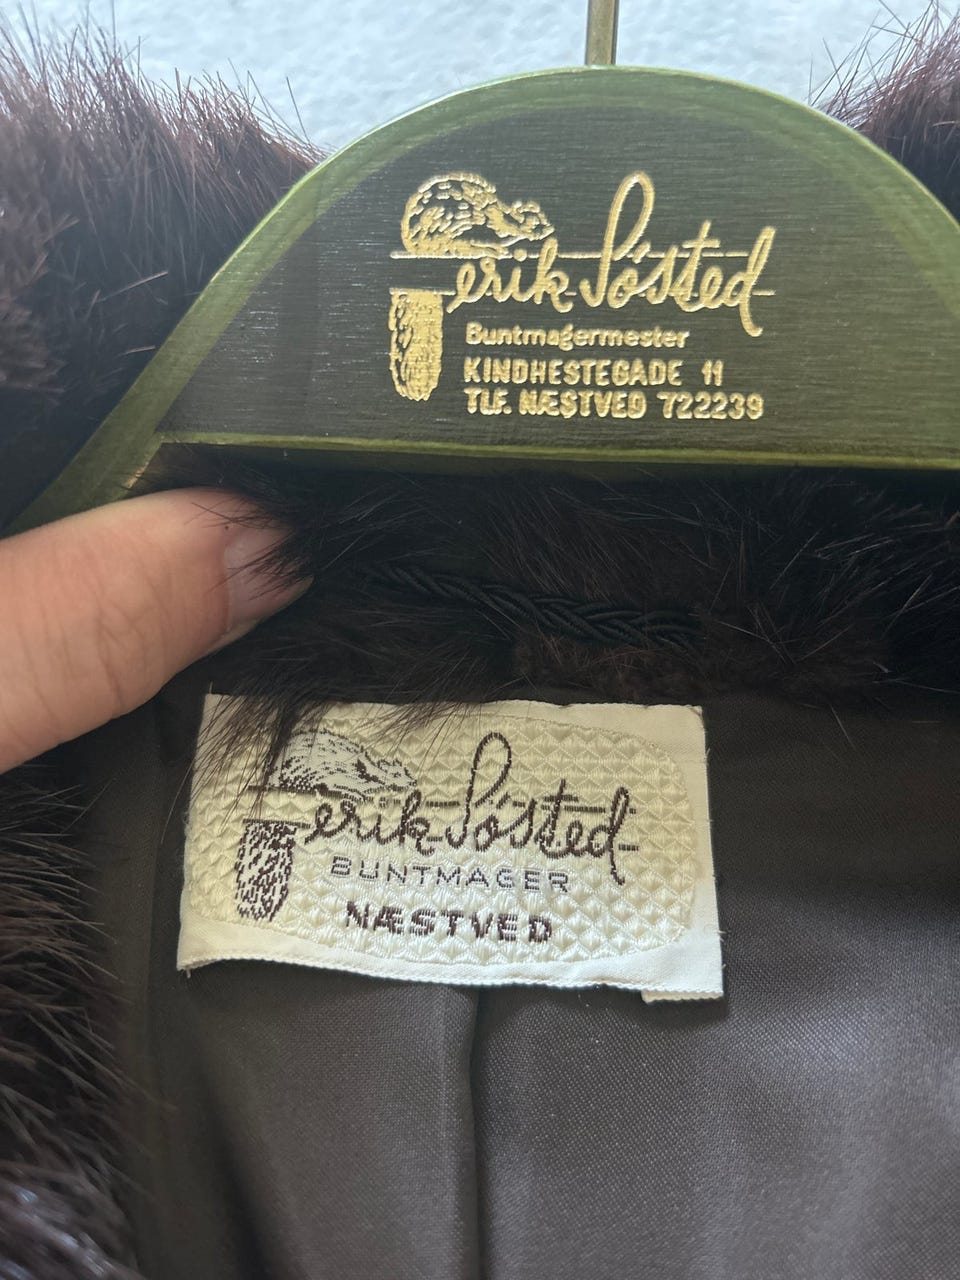 erik Søsted
Buntmagermester
KINDHESTEGADE 11
TLF. NÆSTVED 722239
erik Søsted
BUNTMAGER
NÆSTVED